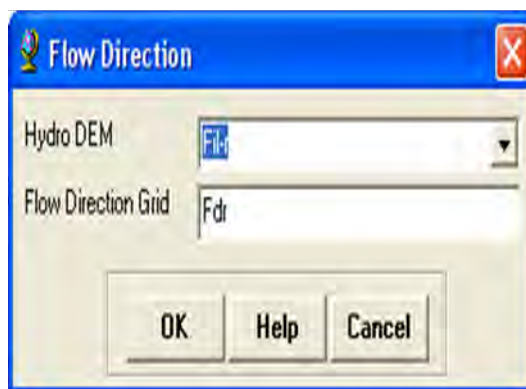 Flow Direction
Hydro DEM
Fil
Flow Direction Grid
Fdr
OK Help Cancel